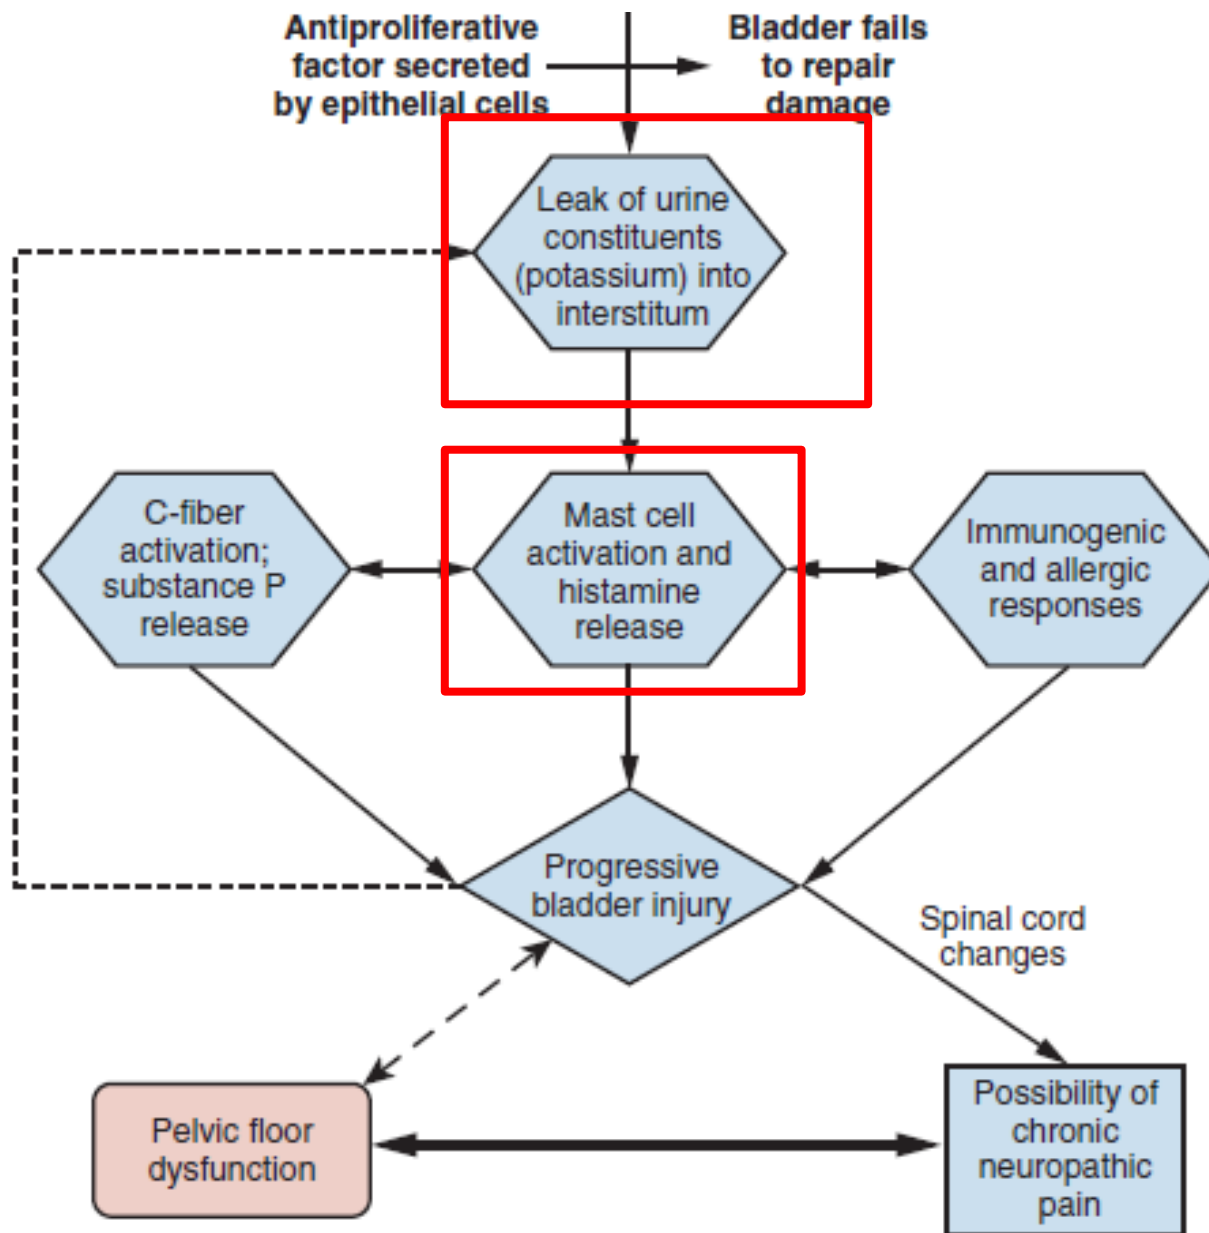 Antiproliferative
factor secreted
by epithelial cells
Bladder fails
to repair
damage
Leak of urine
constituents
(potassium) into
interstitum
C-fiber
activation;
substance P
release
Mast cell
activation and
histamine
release
Immunogenic
and allergic
responses
Progressive
bladder injury
Spinal cord
changes
Pelvic floor
dysfunction
Possibility of
chronic
neuropathic
pain